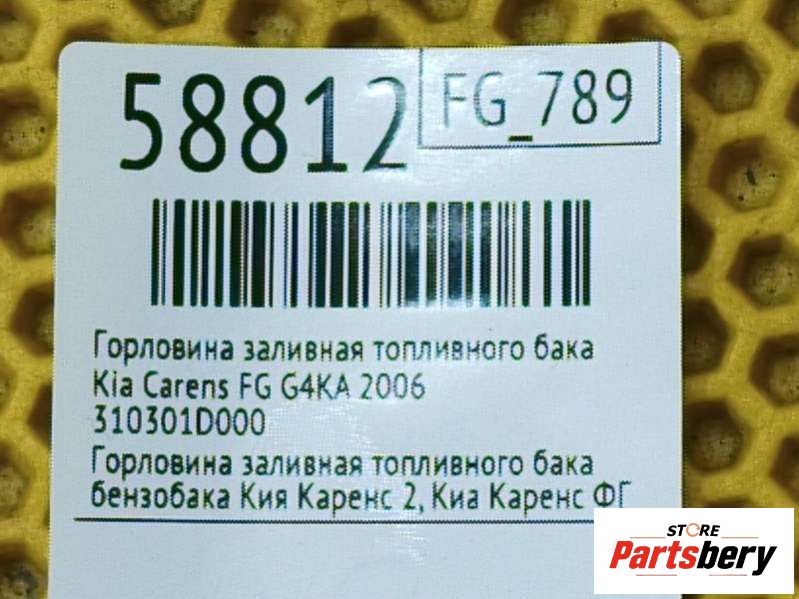 58812
FG_789
Горловина заливная топливного бака
Kia Carens FG G4KA 2006
310301D000
Горловина заливная топливного бака
бензобака Кия Каренс 2, Киа Каренс ФГ
STORE
Partsbery